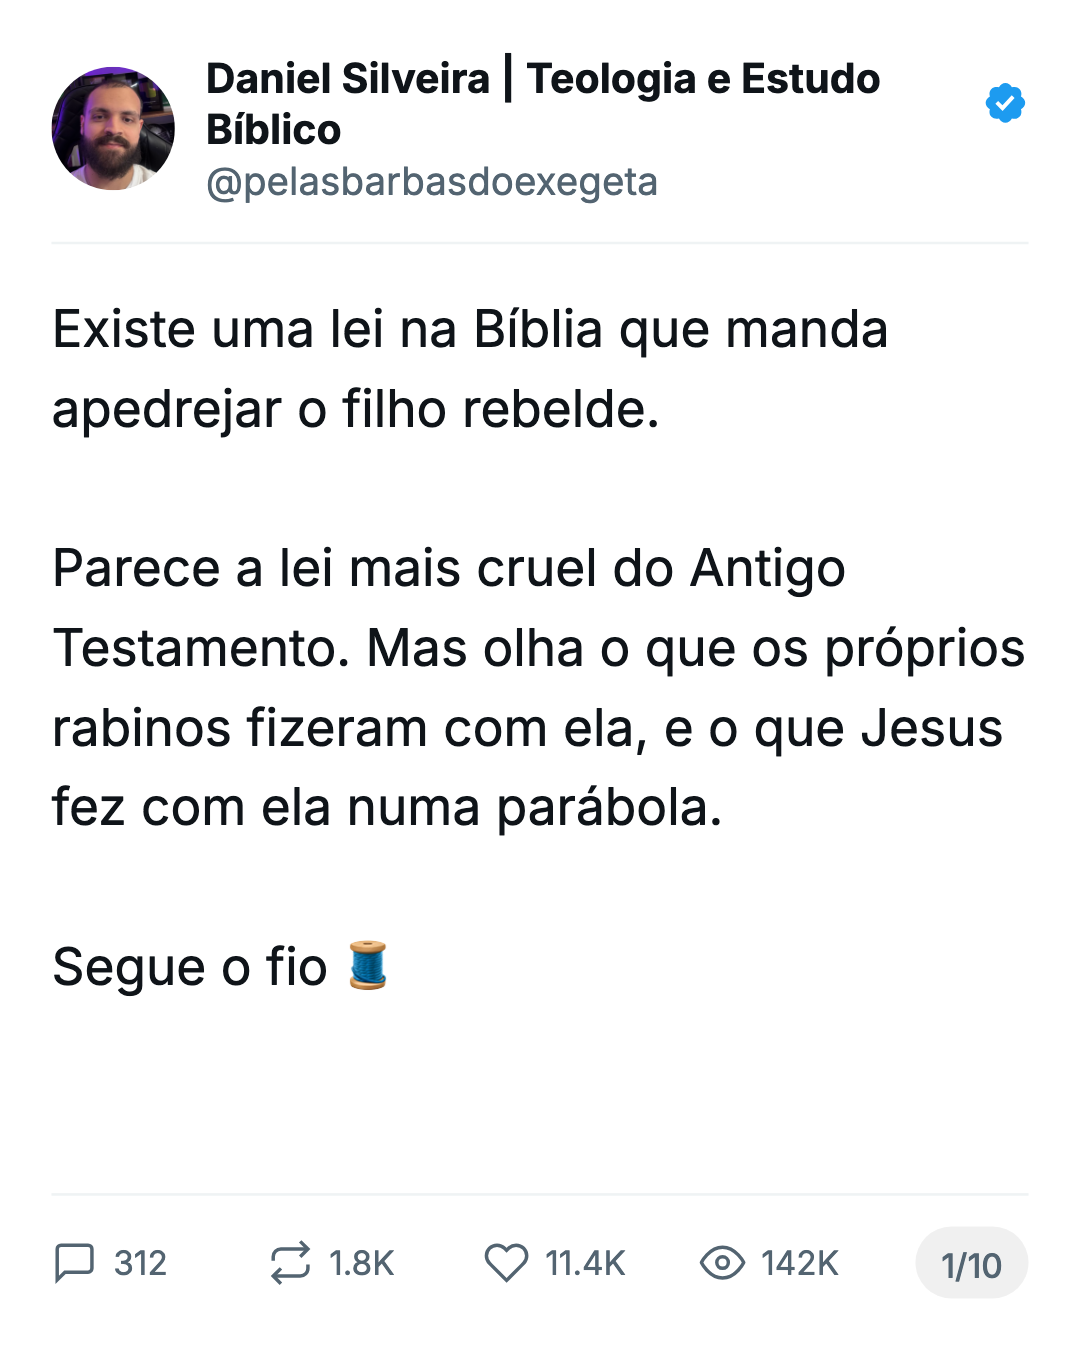 Daniel Silveira | Teologia e Estudo
Bíblico
@pelasbarbasdoexegeta
Existe uma lei na Bíblia que manda
apedrejar o filho rebelde.
Parece a lei mais cruel do Antigo
Testamento. Mas olha o que os próprios
rabinos fizeram com ela, e o que Jesus
fez com ela numa parábola.
Segue o fio 🧵
312 1.8K 11.4K 142K 1/10